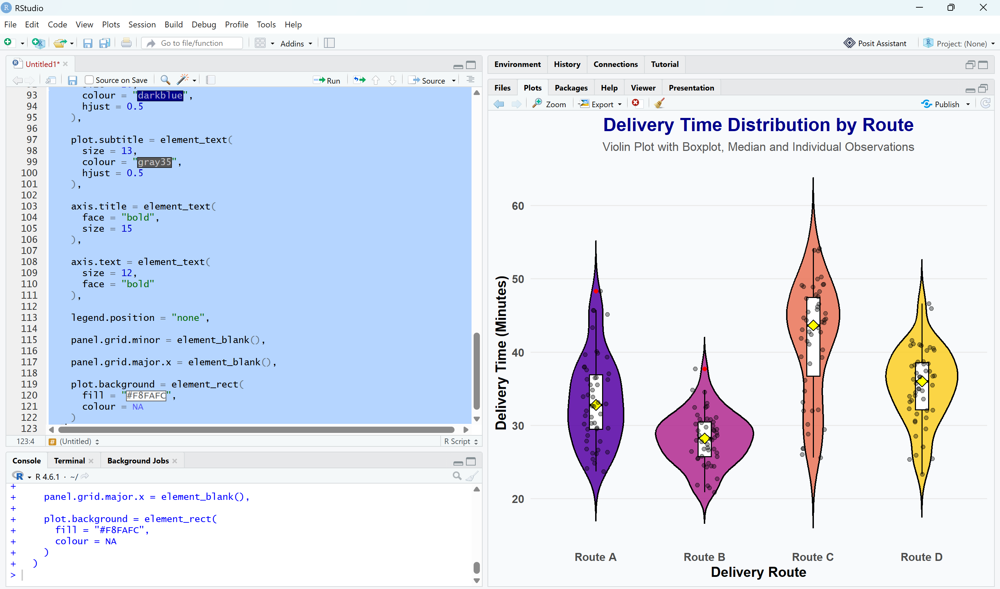 RStudio
File Edit Code View Plots Session Build Debug Profile Tools Help
Go to file/function Addins Posit Assistant Project: (None)
Untitled1*
Source on Save Run Source
93 colour = "darkblue",
94 hjust = 0.5
95 ),
96
97 plot.subtitle = element_text(
98 size = 13,
99 colour = "gray35",
100 hjust = 0.5
101 ),
102
103 axis.title = element_text(
104 face = "bold",
105 size = 15
106 ),
107
108 axis.text = element_text(
109 size = 12,
110 face = "bold"
111 ),
112
113 legend.position = "none",
114
115 panel.grid.minor = element_blank(),
116
117 panel.grid.major.x = element_blank(),
118
119 plot.background = element_rect(
120 fill = "#F8FAFC",
121 colour = NA
122 )
123
123:4 # (Untitled) R Script
Console Terminal Background Jobs
R 4.6.1 · ~/
+
+ panel.grid.major.x = element_blank(),
+
+ plot.background = element_rect(
+ fill = "#F8FAFC",
+ colour = NA
+ )
+ )
>
Environment History Connections Tutorial
Files Plots Packages Help Viewer Presentation
Zoom Export Publish
Delivery Time Distribution by Route
Violin Plot with Boxplot, Median and Individual Observations
Delivery Time (Minutes)
60
50
40
30
20
Route A Route B Route C Route D
Delivery Route